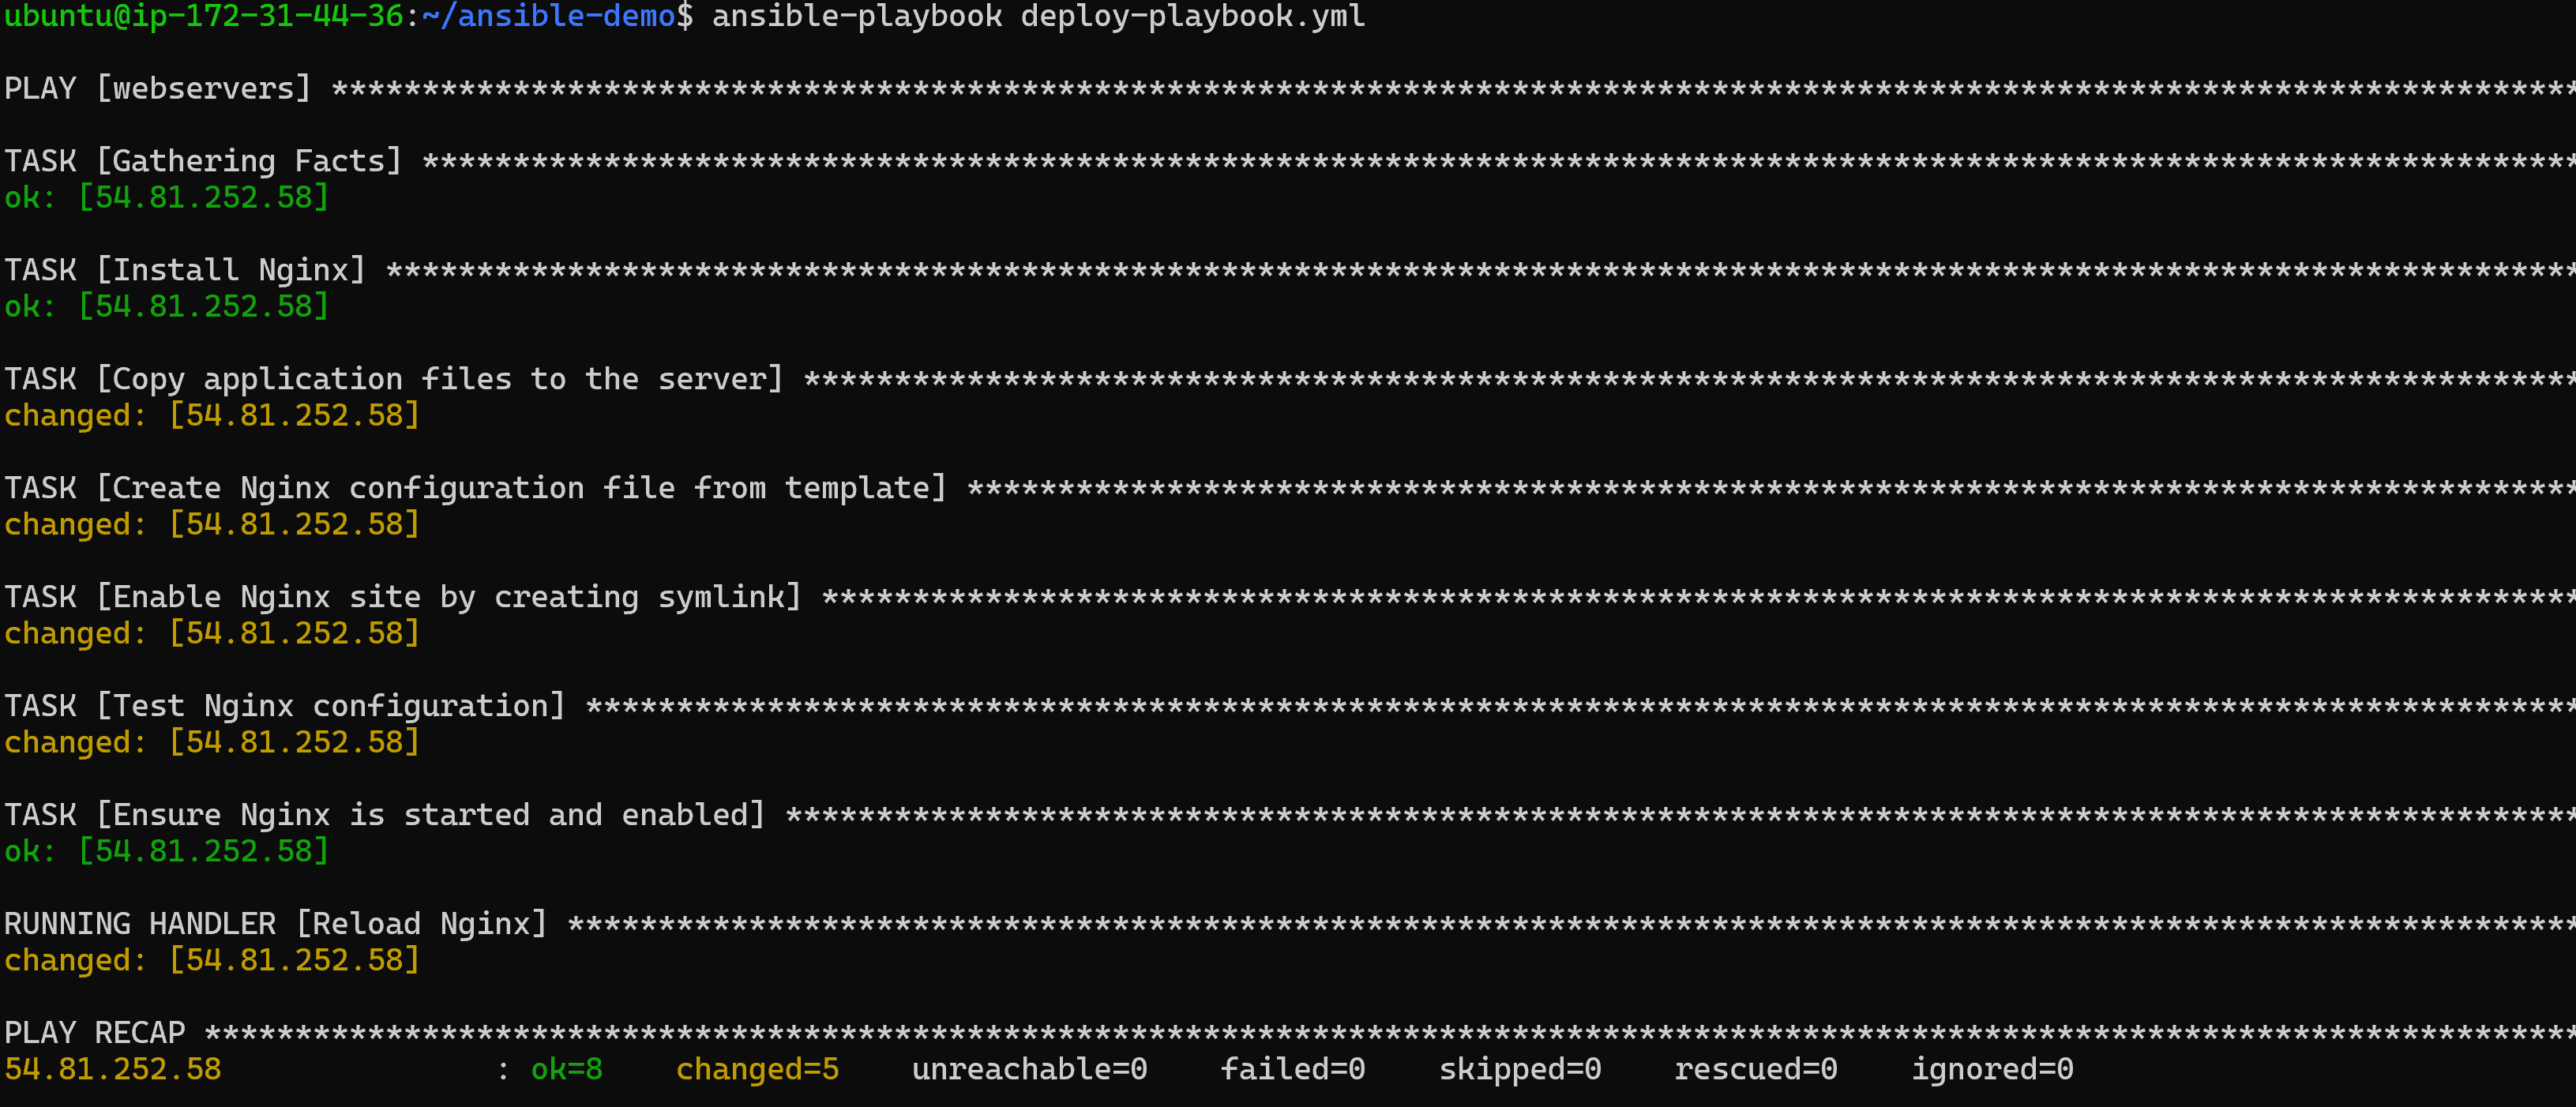 ubuntu@ip-172-31-44-36:~/ansible-demo$ ansible-playbook deploy-playbook.yml
PLAY [webservers] ****************************************************************************************************************************
TASK [Gathering Facts] ***********************************************************************************************************************
ok: [54.81.252.58]
TASK [Install Nginx] *************************************************************************************************************************
ok: [54.81.252.58]
TASK [Copy application files to the server] **************************************************************************************************
changed: [54.81.252.58]
TASK [Create Nginx configuration file from template] *****************************************************************************************
changed: [54.81.252.58]
TASK [Enable Nginx site by creating symlink] *************************************************************************************************
changed: [54.81.252.58]
TASK [Test Nginx configuration] **************************************************************************************************************
changed: [54.81.252.58]
TASK [Ensure Nginx is started and enabled] ***************************************************************************************************
ok: [54.81.252.58]
RUNNING HANDLER [Reload Nginx] ***************************************************************************************************************
changed: [54.81.252.58]
PLAY RECAP ***********************************************************************************************************************************
54.81.252.58               : ok=8    changed=5    unreachable=0    failed=0    skipped=0    rescued=0    ignored=0